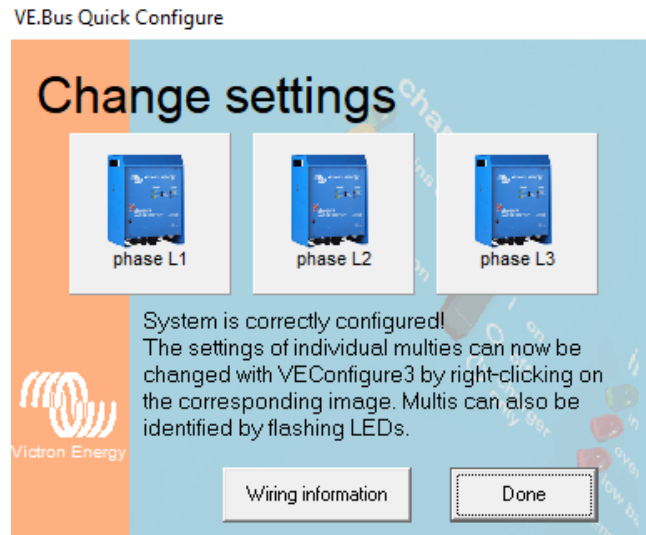 VE.Bus Quick Configure
Change settings
phase L1
phase L2
phase L3
System is correctly configured!
The settings of individual multies can now be
changed with VEConfigure3 by right-clicking on
the corresponding image. Multis can also be
identified by flashing LEDs.
Victron Energy
Wiring information
Done